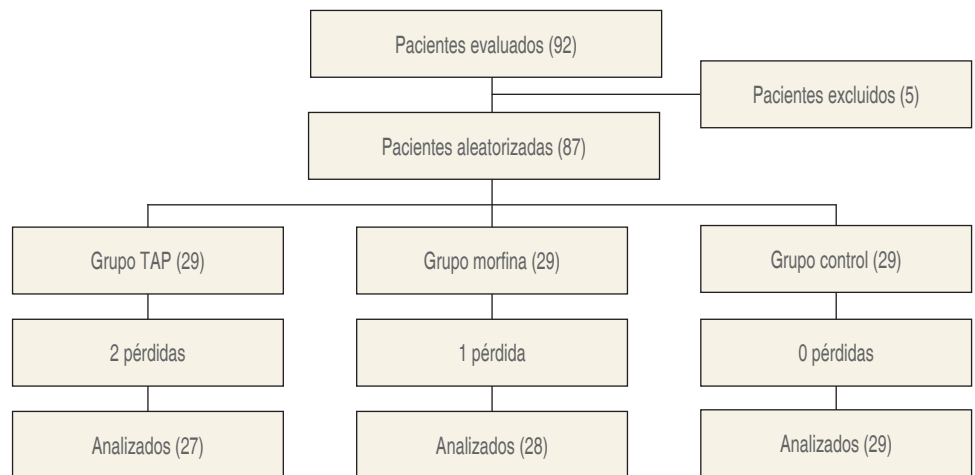 Pacientes evaluados (92)
Pacientes excluidos (5)
Pacientes aleatorizadas (87)
Grupo TAP (29)
Grupo morfina (29)
Grupo control (29)
2 pérdidas
1 pérdida
0 pérdidas
Analizados (27)
Analizados (28)
Analizados (29)